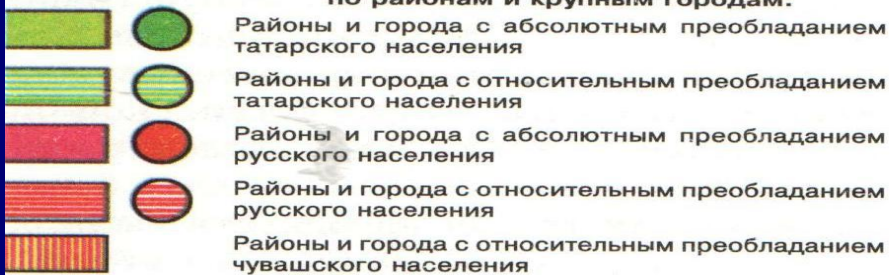 по районам и крупным городам:
Районы и города с абсолютным преобладанием
татарского населения
Районы и города с относительным преобладанием
татарского населения
Районы и города с абсолютным преобладанием
русского населения
Районы и города с относительным преобладанием
русского населения
Районы и города с относительным преобладанием
чувашского населения